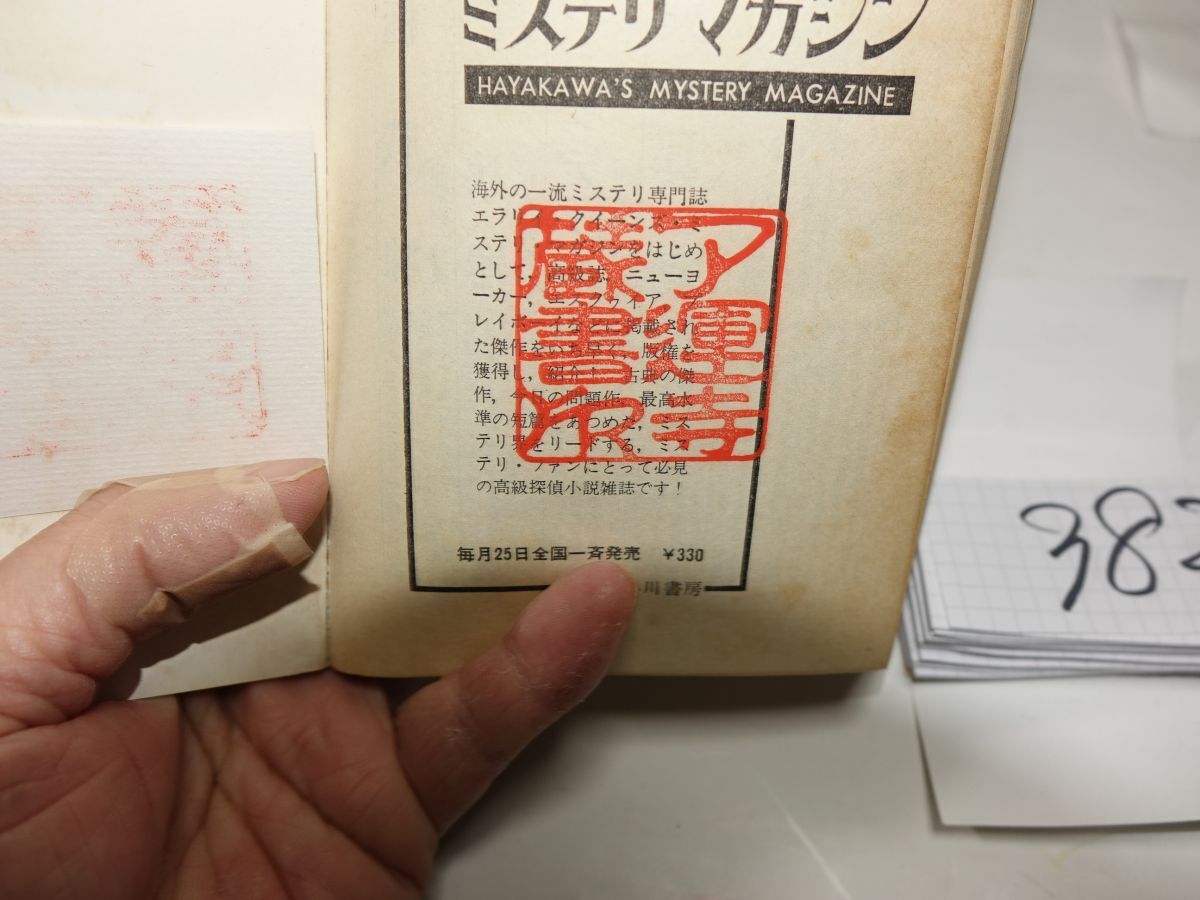 ミステリマガジン
HAYAKAWA'S MYSTERY MAGAZINE
海外の一流ミステリ専門誌
エラリイ・クイーンズ・ミ
ステリ・マガジンをはじめ
として，高級誌，ニューヨ
ーカー，エスクァイア，プ
レイボーイなどに掲載され
た傑作をいち早く，版権を
獲得し，紹介し，古典の傑
作，今日の問題作，最高水
準の短篇をあつめた，ミス
テリ界をリードする，ミス
テリ・ファンにとって必見
の高級探偵小説雑誌です！
毎月25日全国一斉発売 ¥330
川書房
蔵書
382